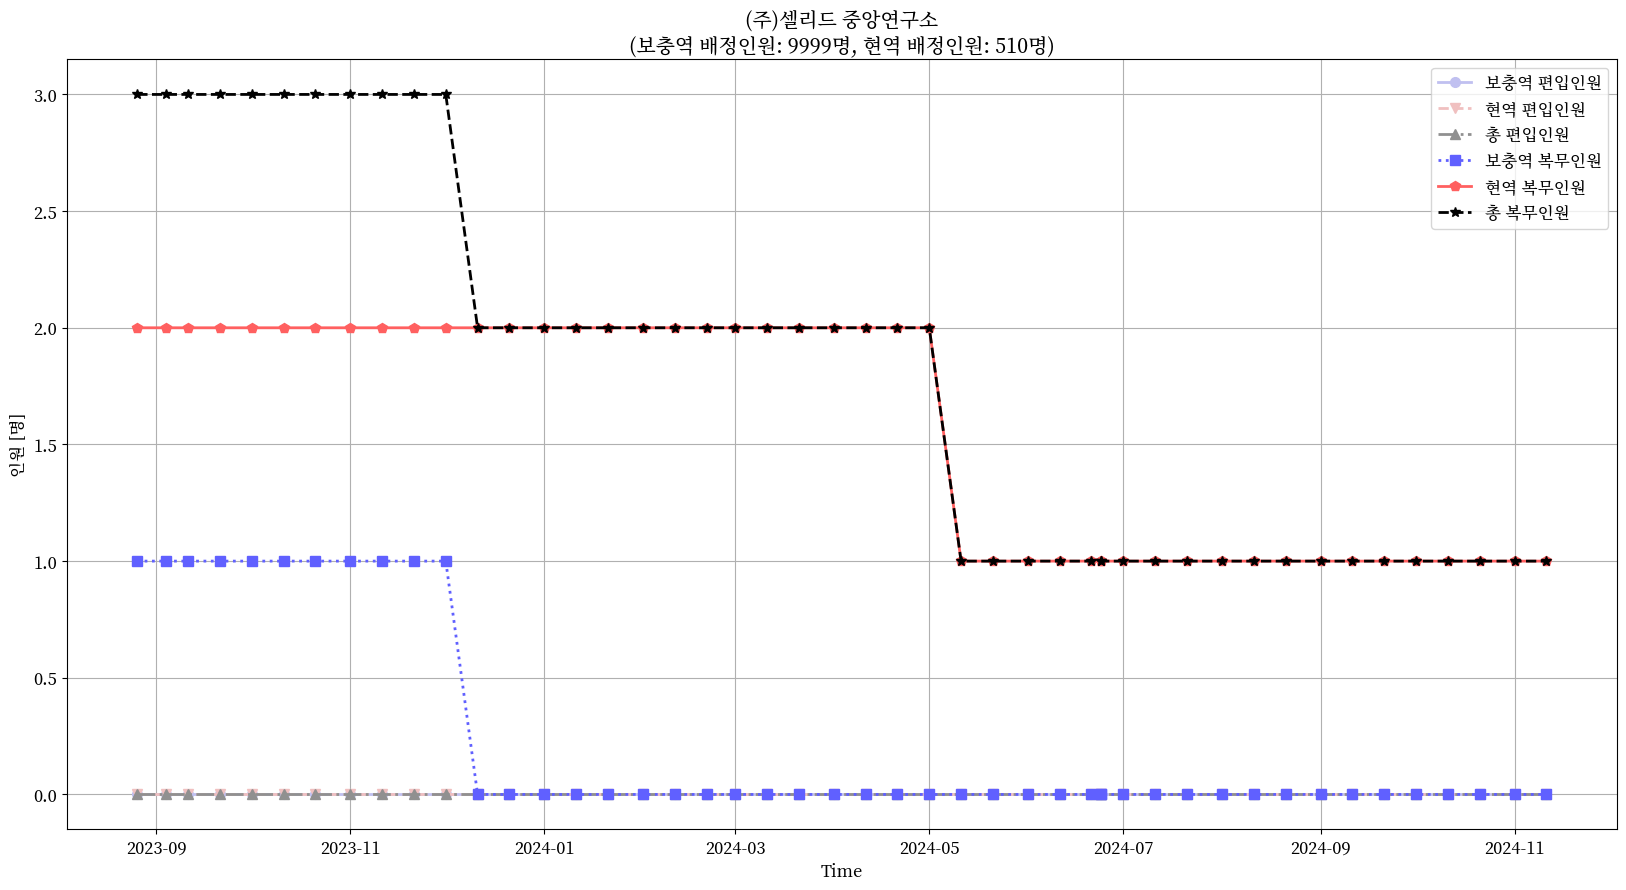 (주)셀리드 중앙연구소
(보충역 배정인원: 9999명, 현역 배정인원: 510명)
보충역 편입인원
현역 편입인원
총 편입인원
보충역 복무인원
현역 복무인원
총 복무인원
인원 [명]
3.0
2.5
2.0
1.5
1.0
0.5
0.0
2023-09 2023-11 2024-01 2024-03 2024-05 2024-07 2024-09 2024-11
Time